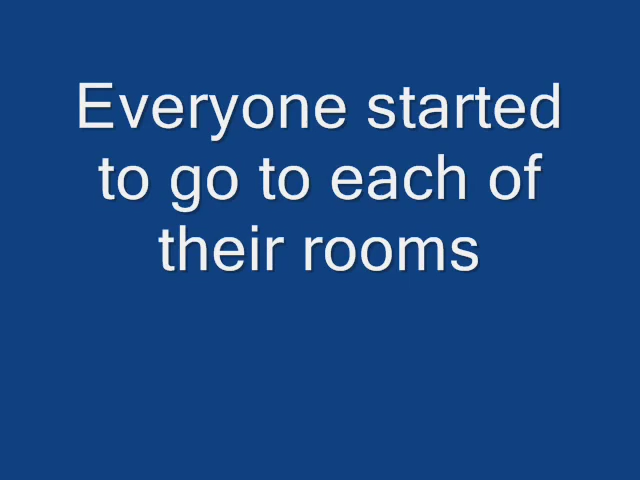 Everyone started
to go to each of
their rooms